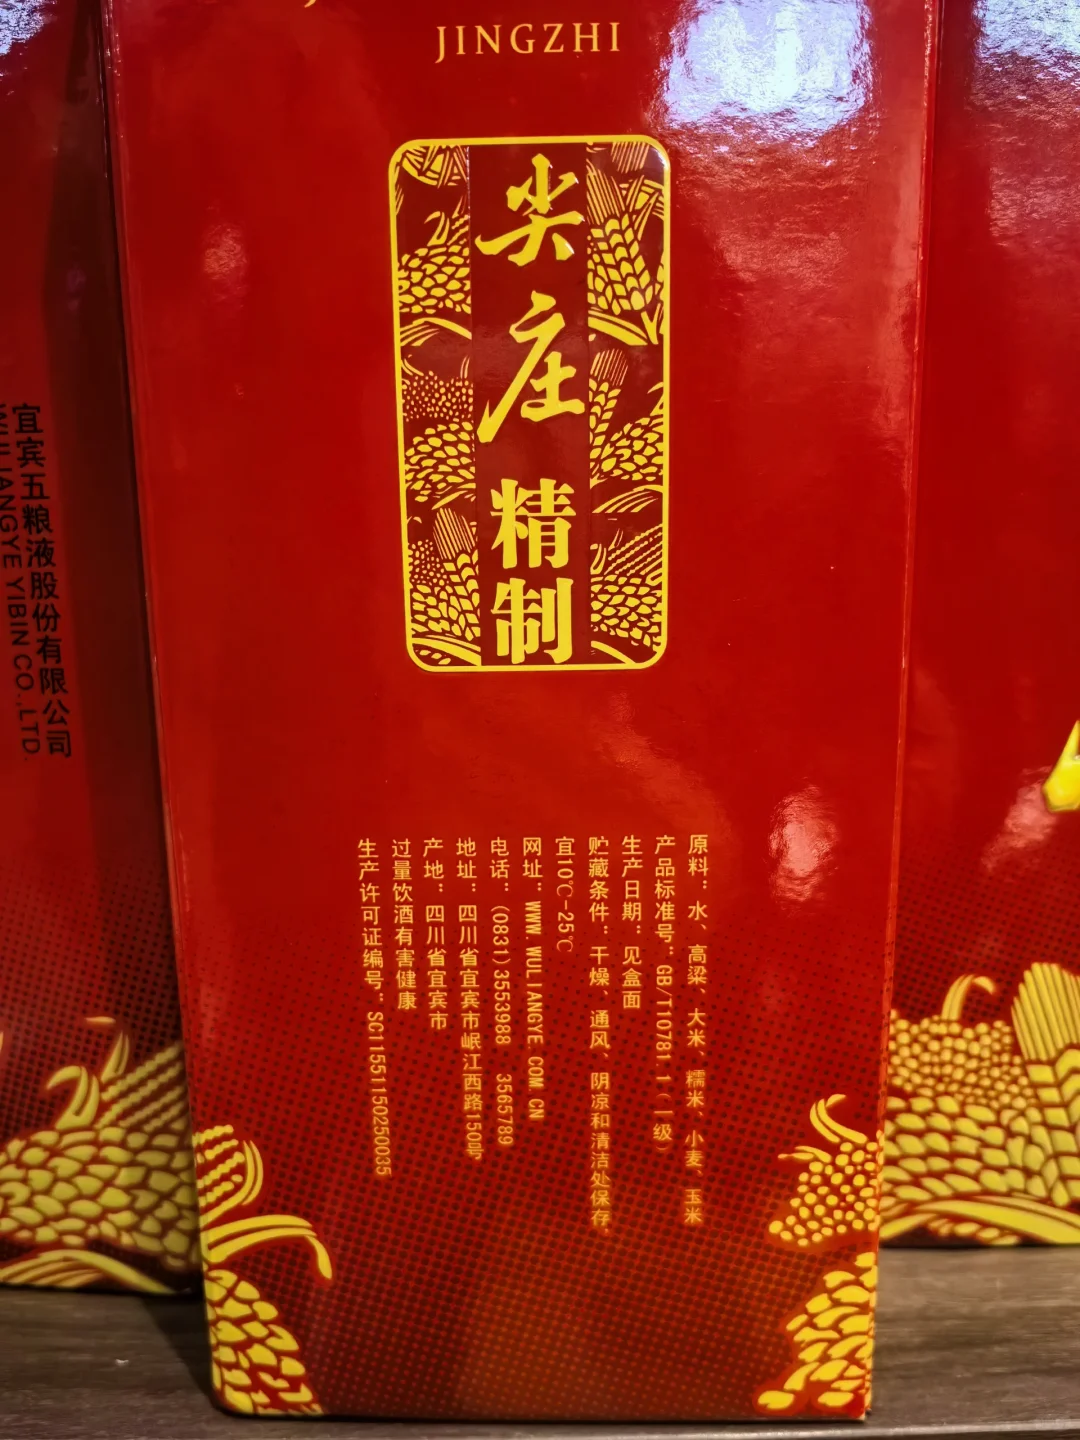 JINGZHI
尖庄
精制
原料：水、高粱、大米、糯米、小麦、玉米
产品标准号：GB/T10781.1（一级）
生产日期：见盒面
贮藏条件：干燥、通风、阴凉和清洁处保存，
宜10℃-25℃
网址：WWW.WULIANGYE.COM.CN
电话：(0831)3553988 3565789
地址：四川省宜宾市岷江西路150号
产地：四川省宜宾市
过量饮酒有害健康
生产许可证编号：SC11551150250035
宜宾五粮液股份有限公司
WULIANGYE YIBIN CO.,LTD.